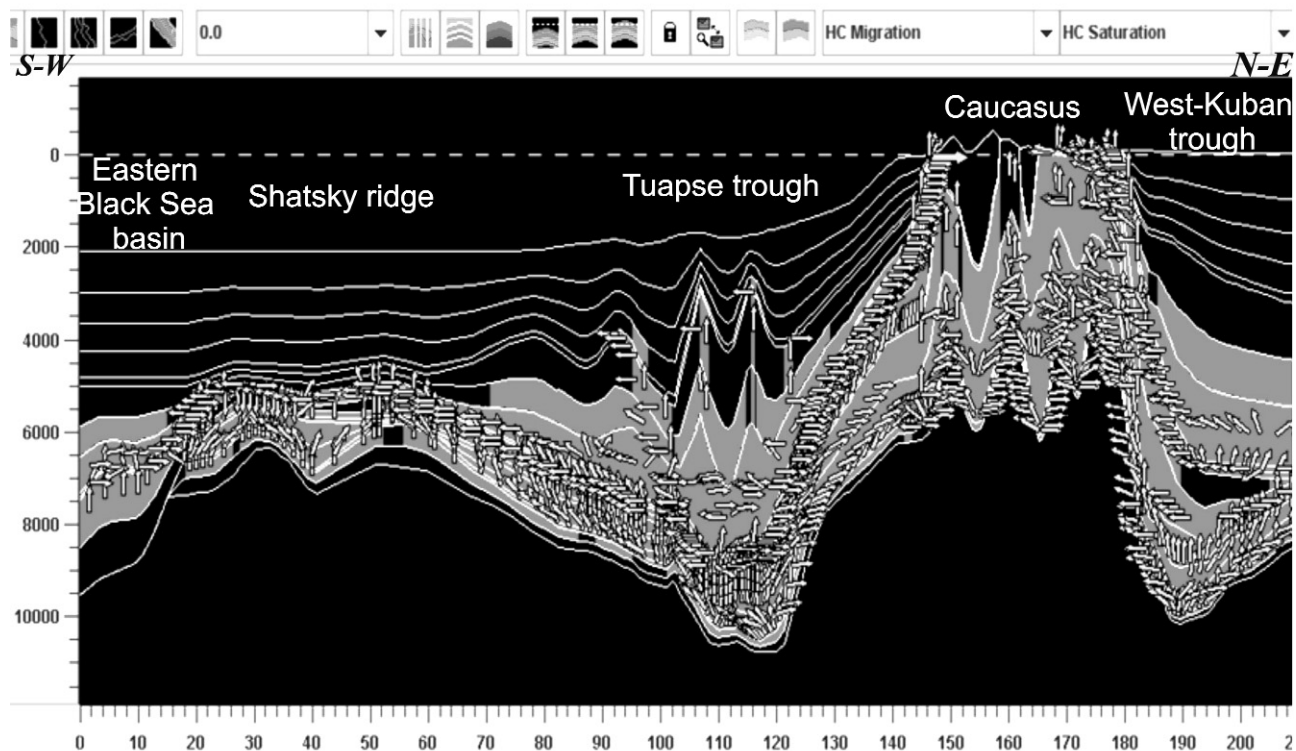 0.0 HC Migration HC Saturation
S-W N-E
Caucasus
West-Kuban
trough
Eastern
Black Sea
basin
Shatsky ridge
Tuapse trough
0
2000
4000
6000
8000
10000
0 10 20 30 40 50 60 70 80 90 100 110 120 130 140 150 160 170 180 190 200 2